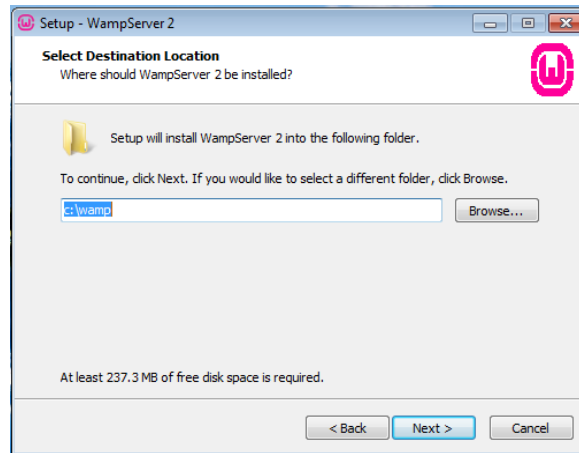 Setup - WampServer 2
Select Destination Location
Where should WampServer 2 be installed?
Setup will install WampServer 2 into the following folder.
To continue, click Next. If you would like to select a different folder, click Browse.
c:\wamp
Browse...
At least 237.3 MB of free disk space is required.
< Back
Next >
Cancel